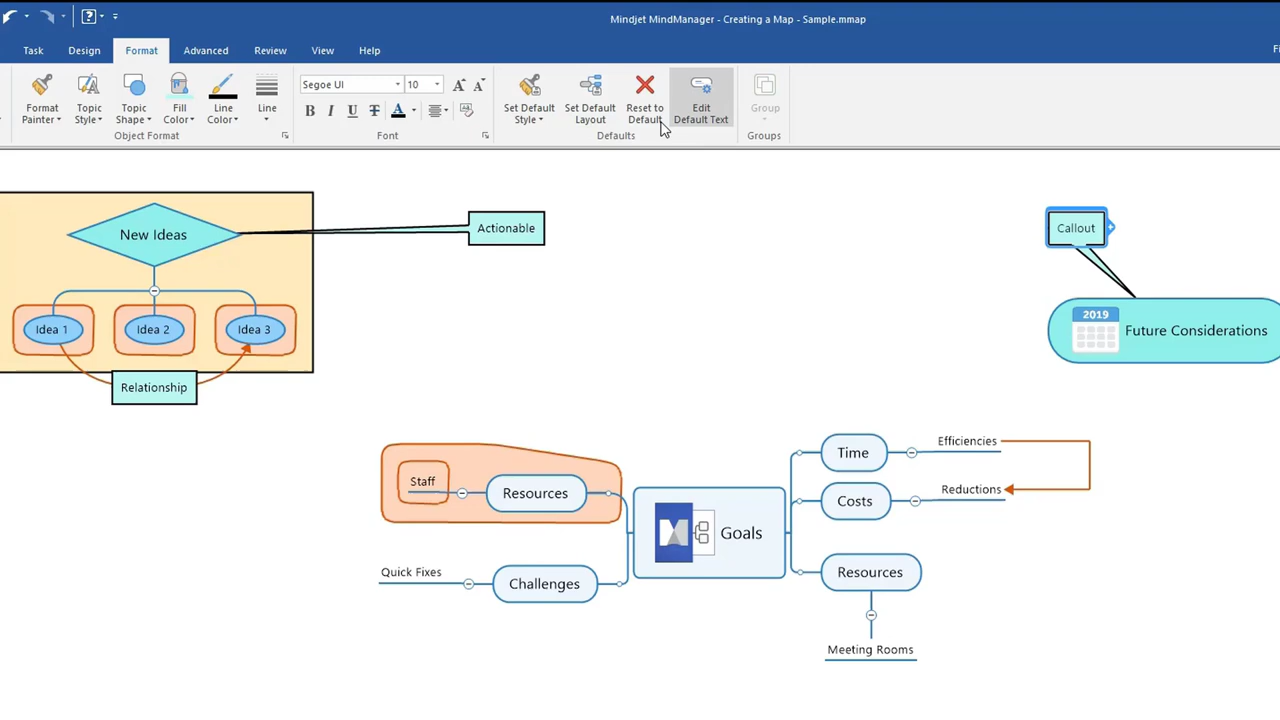 Mindjet MindManager - Creating a Map - Sample.mmap
Task Design Format Advanced Review View Help
Fi
Format Painter
Topic Style
Topic Shape
Fill Color
Line Color
Line
Segoe UI 10
B I U T A
Set Default Style
Set Default Layout
Reset to Default
Edit Default Text
Group
Object Format
Font
Defaults
Groups
New Ideas
Actionable
Callout
Idea 1
Idea 2
Idea 3
2019
Future Considerations
Relationship
Staff
Resources
Time
Efficiencies
Costs
Reductions
Goals
Quick Fixes
Challenges
Resources
Meeting Rooms